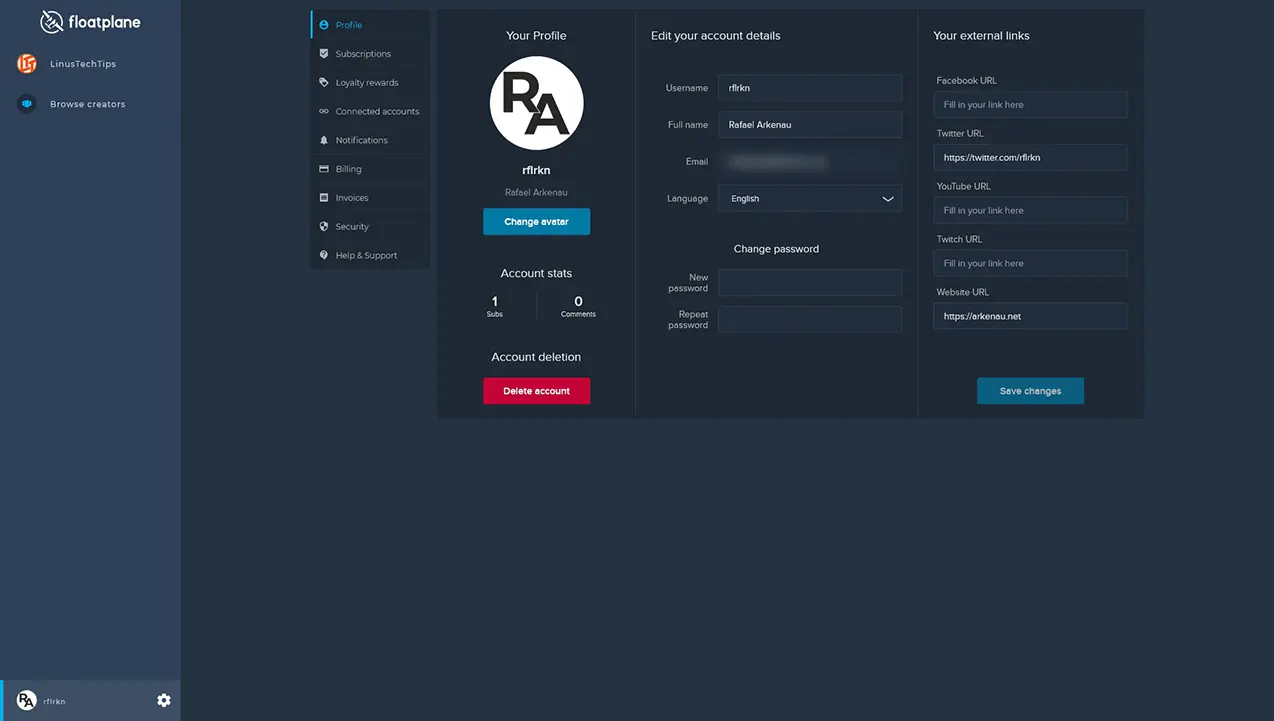 floatplane
LinusTechTips
Browse creators
Profile
Subscriptions
Loyalty rewards
Connected accounts
Notifications
Billing
Invoices
Security
Help & Support
Your Profile
RA
rflrkn
Rafael Arkenau
Change avatar
Account stats
1 0
Subs Comments
Account deletion
Delete account
Edit your account details
Username rflrkn
Full name Rafael Arkenau
Email
Language English
Change password
New
password
Repeat
password
Your external links
Facebook URL
Fill in your link here
Twitter URL
https://twitter.com/rflrkn
YouTube URL
Fill in your link here
Twitch URL
Fill in your link here
Website URL
https://arkenau.net
Save changes
RA rflrkn